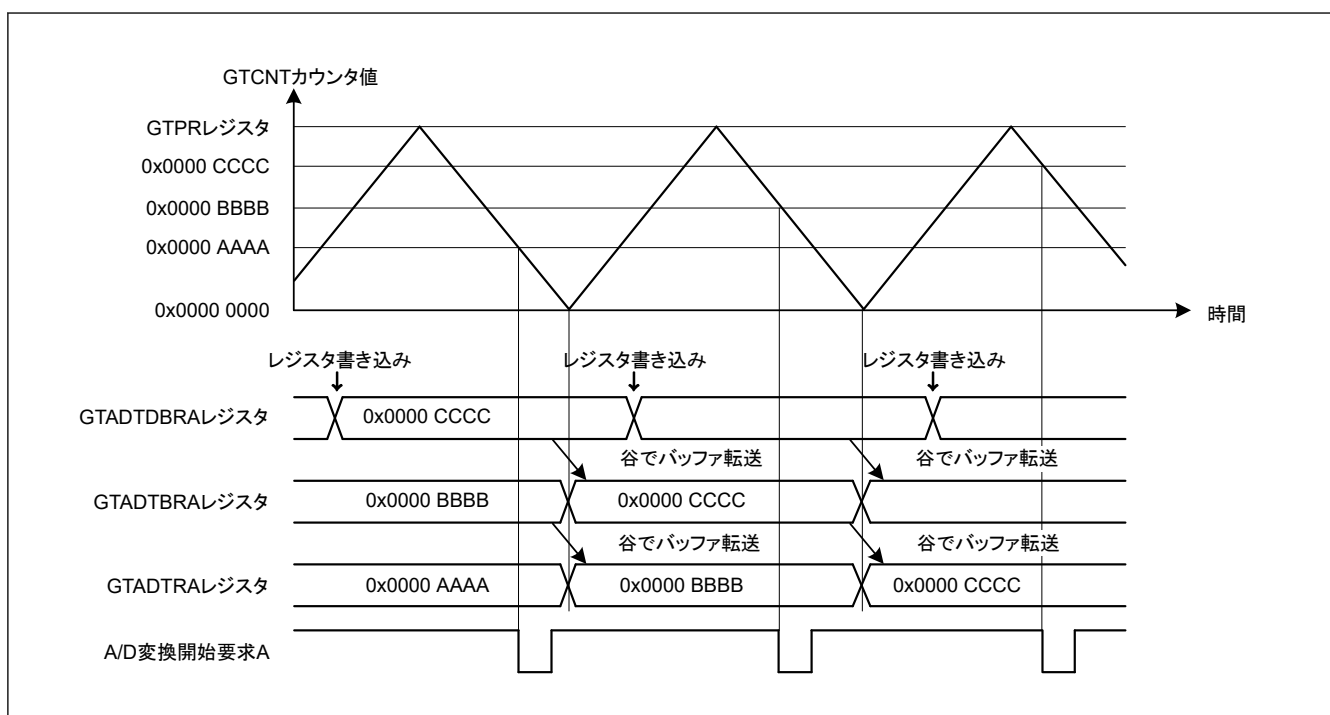 GTCNTカウンタ値
GTPRレジスタ
0x0000 CCCC
0x0000 BBBB
0x0000 AAAA
0x0000 0000
時間
レジスタ書き込み レジスタ書き込み レジスタ書き込み
GTADTDBRAレジスタ 0x0000 CCCC
谷でバッファ転送 谷でバッファ転送
GTADTBRAレジスタ 0x0000 BBBB 0x0000 CCCC
谷でバッファ転送 谷でバッファ転送
GTADTRAレジスタ 0x0000 AAAA 0x0000 BBBB 0x0000 CCCC
A/D変換開始要求A